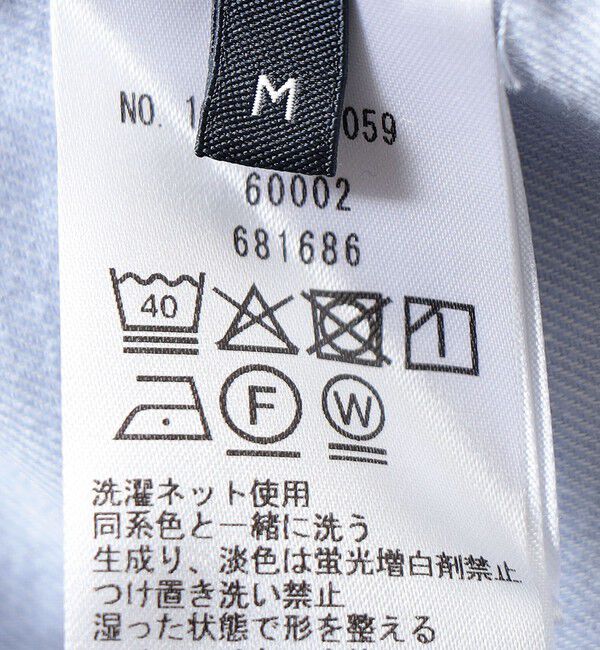 M
NO. 1 059
60002
681686
40
F W
洗濯ネット使用
同系色と一緒に洗う
生成り、淡色は蛍光増白剤禁止
つけ置き洗い禁止
湿った状態で形を整える